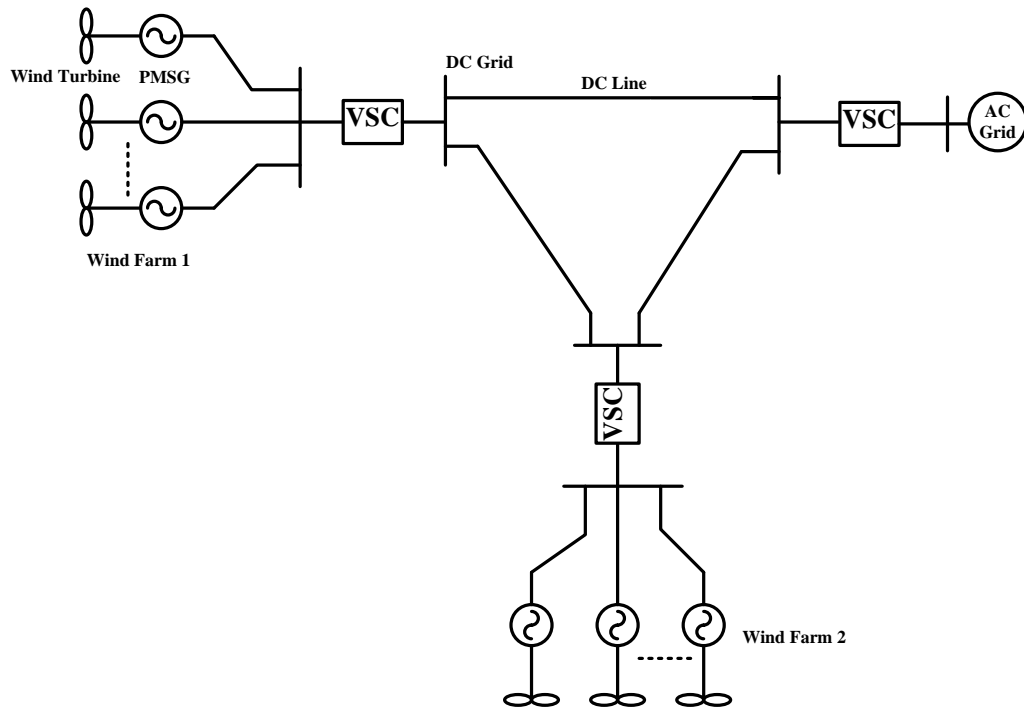 DC Grid
DC Line
Wind Turbine
PMSG
VSC
VSC
AC
Grid
Wind Farm 1
VSC
Wind Farm 2